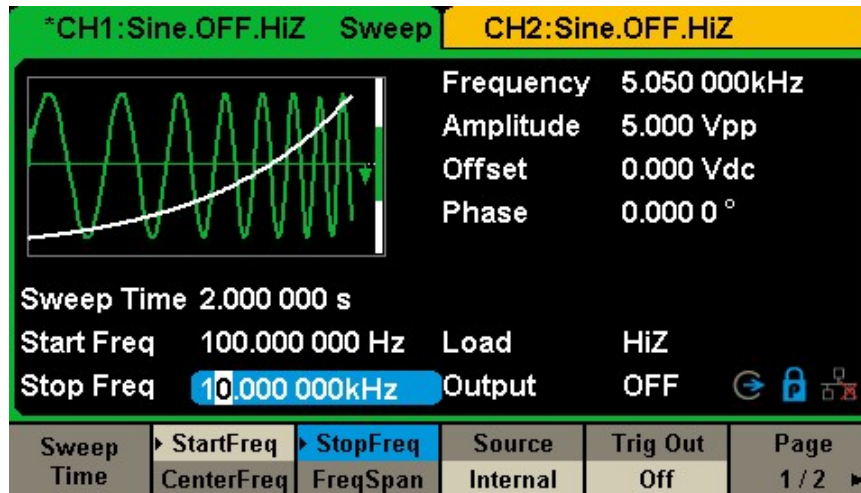 *CH1:Sine.OFF.HiZ Sweep CH2:Sine.OFF.HiZ
Frequency 5.050 000kHz
Amplitude 5.000 Vpp
Offset 0.000 Vdc
Phase 0.000 0 °
Sweep Time 2.000 000 s
Start Freq 100.000 000 Hz Load HiZ
Stop Freq 10.000 000kHz Output OFF P
Sweep Time StartFreq CenterFreq StopFreq FreqSpan Source Internal Trig Out Off Page 1/2